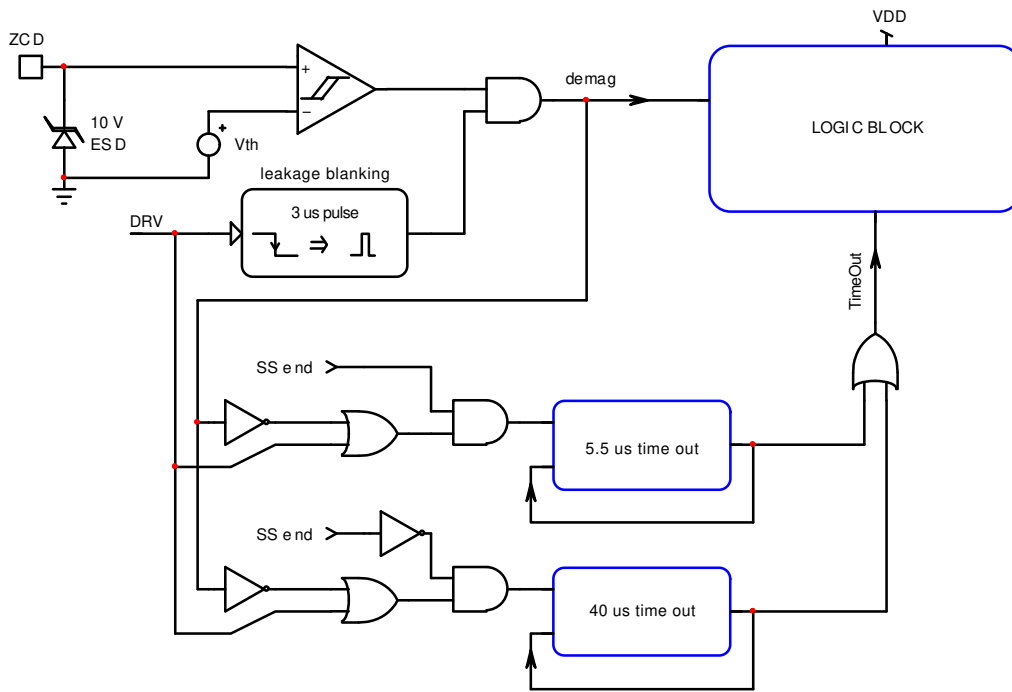 VDD
ZCD
+
demag
10 V
ESD
−
+
Vth
LOGIC BLOCK
leakage blanking
3 us pulse
⇒
DRV
TimeOut
SS end
5.5 us time out
SS end
40 us time out